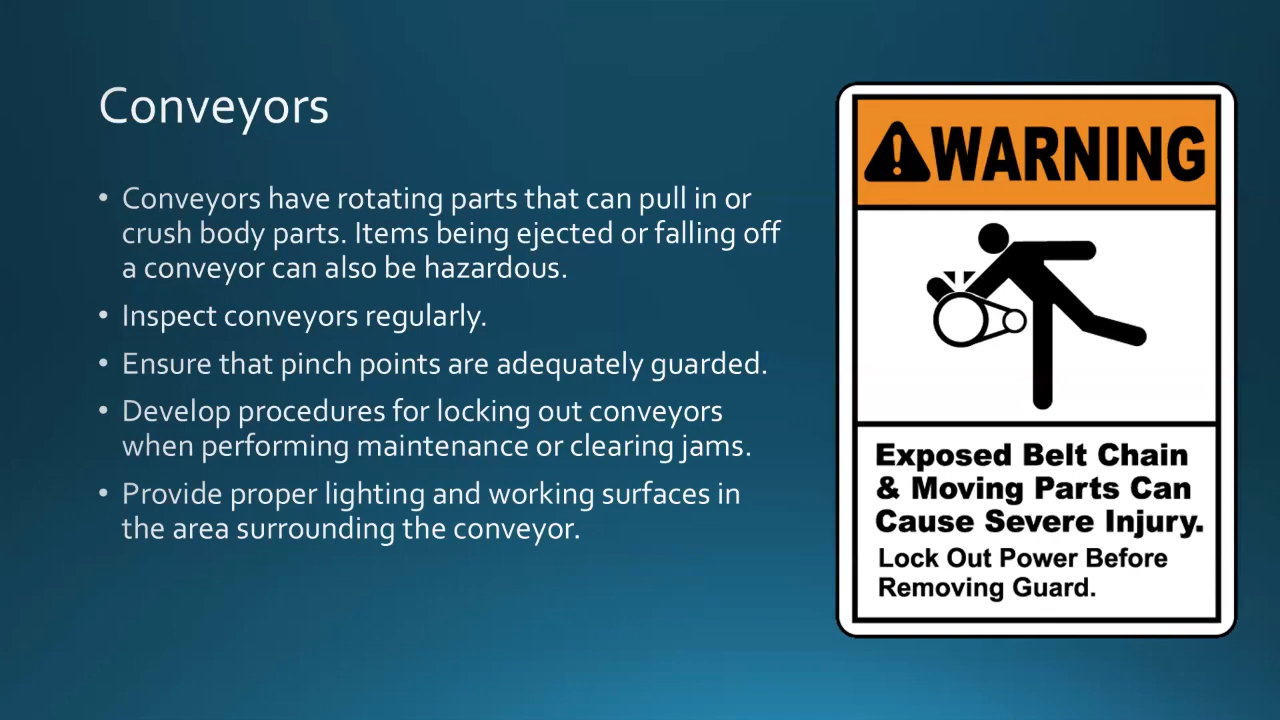 Conveyors
• Conveyors have rotating parts that can pull in or
crush body parts. Items being ejected or falling off
a conveyor can also be hazardous.
• Inspect conveyors regularly.
• Ensure that pinch points are adequately guarded.
• Develop procedures for locking out conveyors
when performing maintenance or clearing jams.
• Provide proper lighting and working surfaces in
the area surrounding the conveyor.
WARNING
Exposed Belt Chain
& Moving Parts Can
Cause Severe Injury.
Lock Out Power Before
Removing Guard.